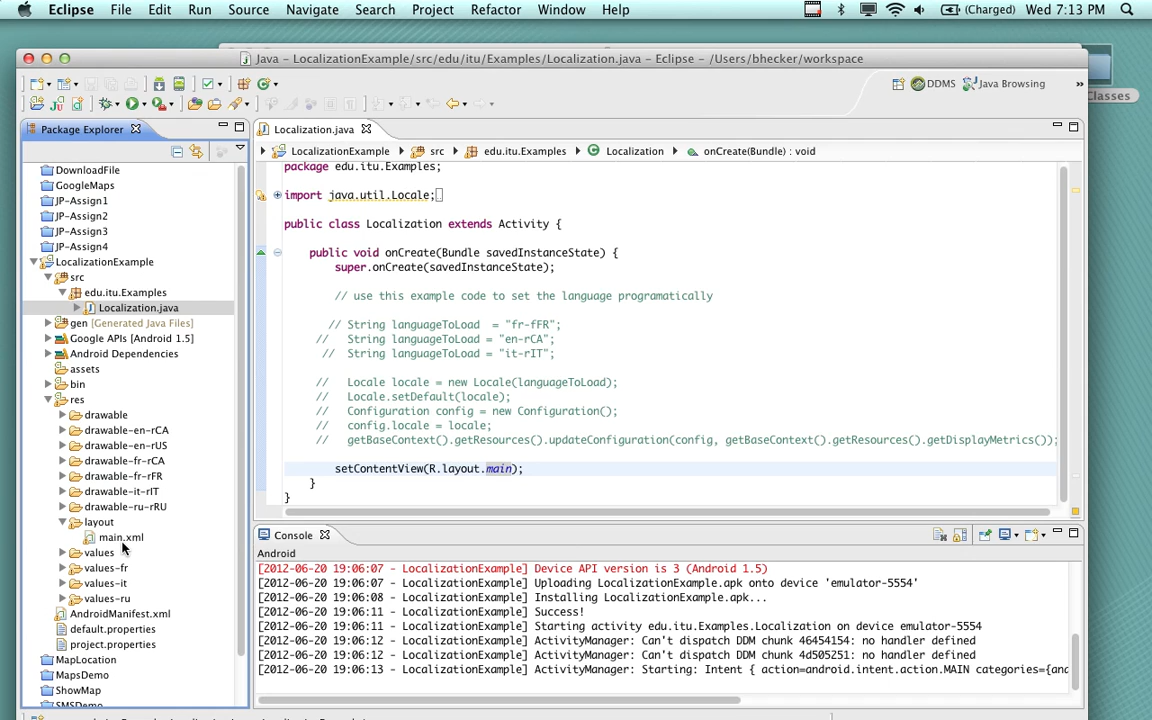 Eclipse File Edit Run Source Navigate Search Project Refactor Window Help (Charged) Wed 7:13 PM
Java – LocalizationExample/src/edu/itu/Examples/Localization.java – Eclipse – /Users/bhecker/workspace
DDMS Java Browsing »
Classes
Package Explorer
DownloadFile
GoogleMaps
JP-Assign1
JP-Assign2
JP-Assign3
JP-Assign4
LocalizationExample
src
edu.itu.Examples
Localization.java
gen [Generated Java Files]
Google APIs [Android 1.5]
Android Dependencies
assets
bin
res
drawable
drawable-en-rCA
drawable-en-rUS
drawable-fr-rCA
drawable-fr-rFR
drawable-it-rIT
drawable-ru-rRU
layout
main.xml
values
values-fr
values-it
values-ru
AndroidManifest.xml
default.properties
project.properties
MapLocation
MapsDemo
ShowMap
SMSDemo
Localization.java
LocalizationExample src edu.itu.Examples Localization onCreate(Bundle) : void
package edu.itu.Examples;
import java.util.Locale;
public class Localization extends Activity {
public void onCreate(Bundle savedInstanceState) {
super.onCreate(savedInstanceState);
// use this example code to set the language programatically
// String languageToLoad = "fr-fFR";
// String languageToLoad = "en-rCA";
// String languageToLoad = "it-rIT";
// Locale locale = new Locale(languageToLoad);
// Locale.setDefault(locale);
// Configuration config = new Configuration();
// config.locale = locale;
// getBaseContext().getResources().updateConfiguration(config, getBaseContext().getResources().getDisplayMetrics());
setContentView(R.layout.main);
}
}
Console
Android
[2012-06-20 19:06:07 - LocalizationExample] Device API version is 3 (Android 1.5)
[2012-06-20 19:06:07 - LocalizationExample] Uploading LocalizationExample.apk onto device 'emulator-5554'
[2012-06-20 19:06:08 - LocalizationExample] Installing LocalizationExample.apk...
[2012-06-20 19:06:11 - LocalizationExample] Success!
[2012-06-20 19:06:11 - LocalizationExample] Starting activity edu.itu.Examples.Localization on device emulator-5554
[2012-06-20 19:06:12 - LocalizationExample] ActivityManager: Can't dispatch DDM chunk 46454154: no handler defined
[2012-06-20 19:06:12 - LocalizationExample] ActivityManager: Can't dispatch DDM chunk 4d505251: no handler defined
[2012-06-20 19:06:13 - LocalizationExample] ActivityManager: Starting: Intent { action=android.intent.action.MAIN categories={and